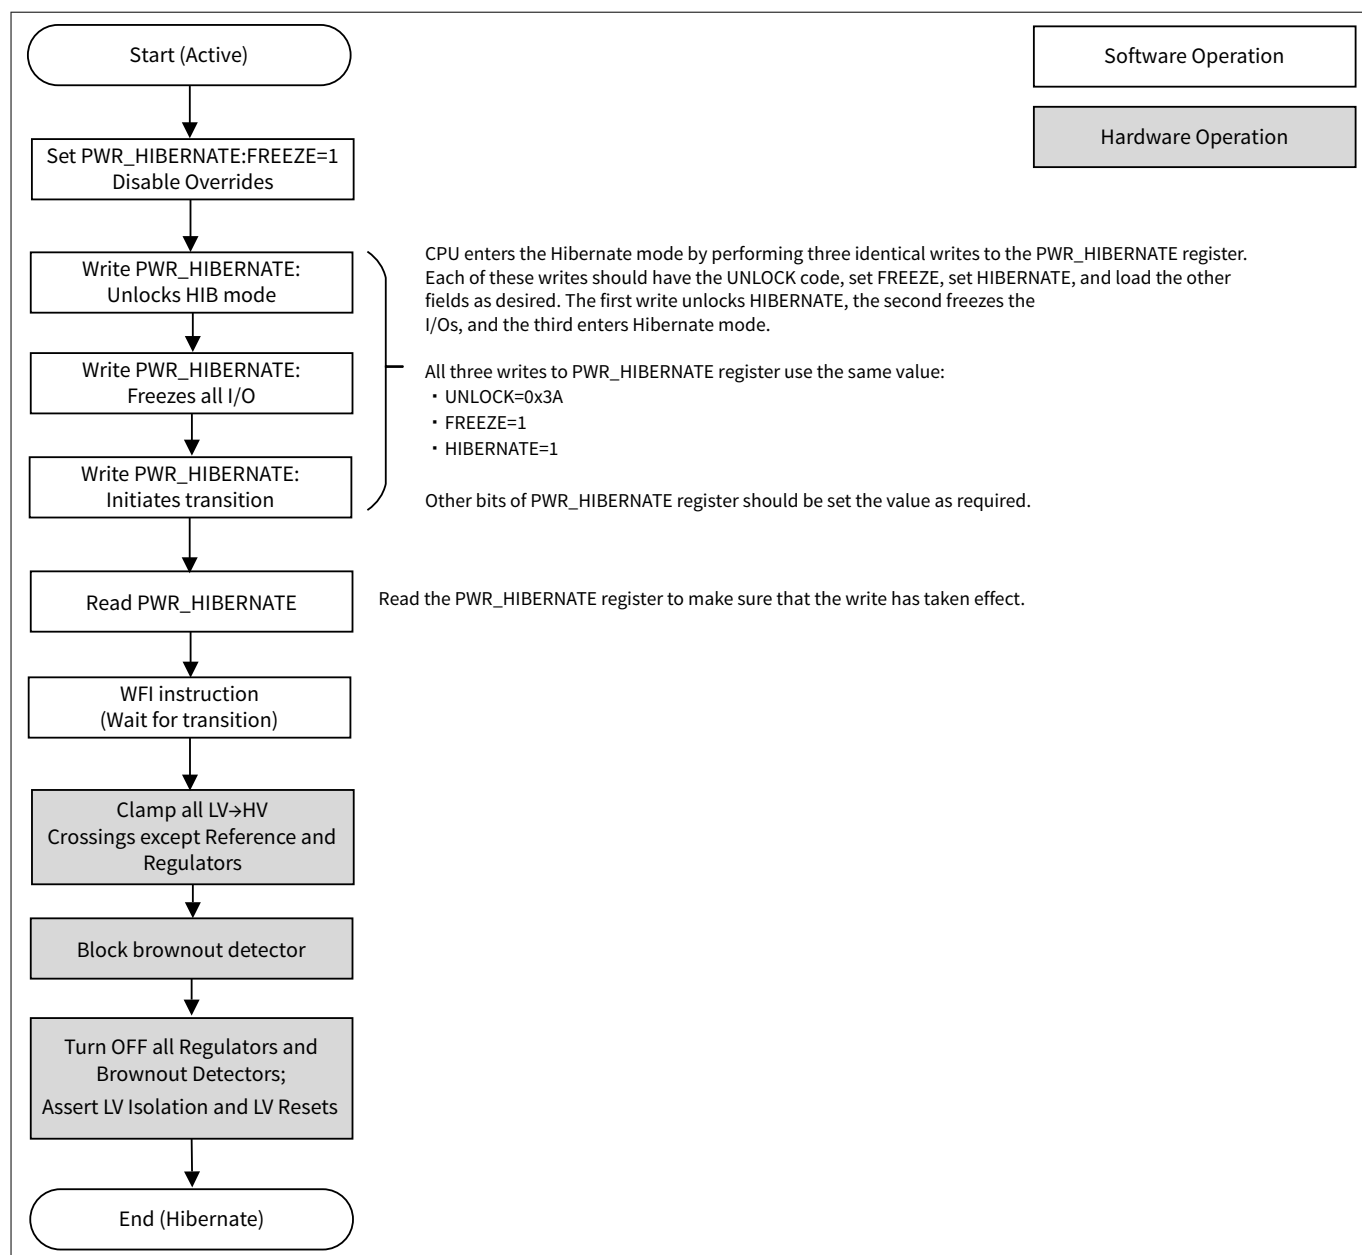 Start (Active)
Software Operation
Hardware Operation
Set PWR_HIBERNATE:FREEZE=1
Disable Overrides
Write PWR_HIBERNATE:
Unlocks HIB mode
Write PWR_HIBERNATE:
Freezes all I/O
Write PWR_HIBERNATE:
Initiates transition
CPU enters the Hibernate mode by performing three identical writes to the PWR_HIBERNATE register.
Each of these writes should have the UNLOCK code, set FREEZE, set HIBERNATE, and load the other
fields as desired. The first write unlocks HIBERNATE, the second freezes the
I/Os, and the third enters Hibernate mode.
All three writes to PWR_HIBERNATE register use the same value:
・UNLOCK=0x3A
・FREEZE=1
・HIBERNATE=1
Other bits of PWR_HIBERNATE register should be set the value as required.
Read PWR_HIBERNATE
Read the PWR_HIBERNATE register to make sure that the write has taken effect.
WFI instruction
(Wait for transition)
Clamp all LV→HV
Crossings except Reference and
Regulators
Block brownout detector
Turn OFF all Regulators and
Brownout Detectors;
Assert LV Isolation and LV Resets
End (Hibernate)